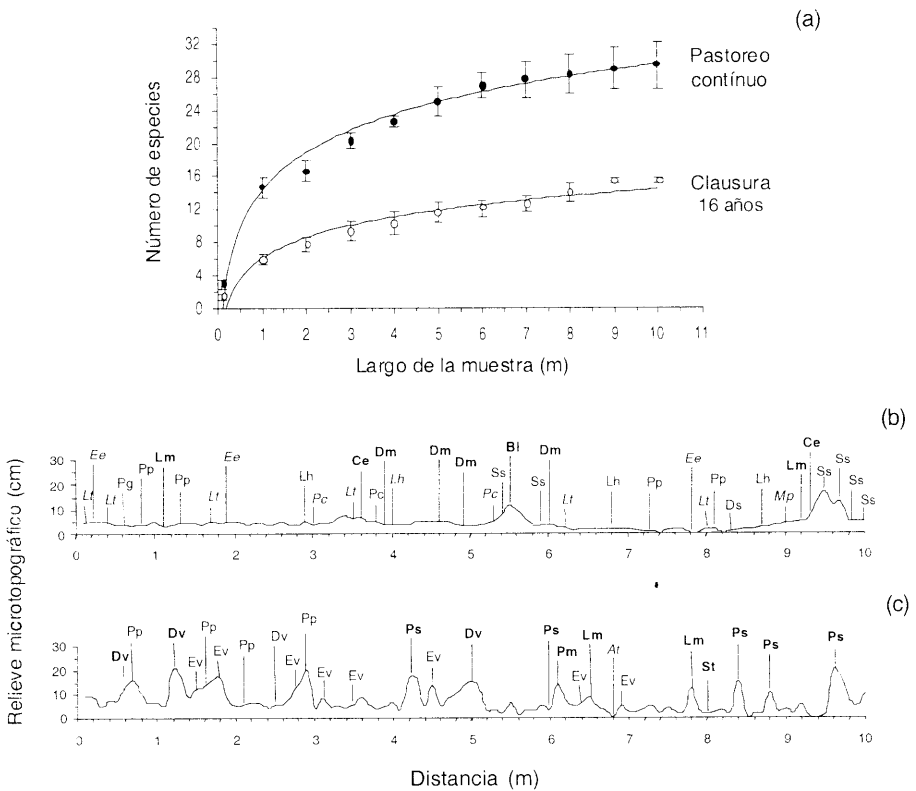 (a)
32
28
24
20
16
12
8
4
0
Número de especies
Pastoreo
contínuo
Clausura
16 años
0 1 2 3 4 5 6 7 8 9 10 11
Largo de la muestra (m)
(b)
Relieve microtopográfico (cm)
30
20
10
0
Lt Ee Lt Pg Pp Lm Pp Lt Ee Lh Pc Lt Ce Pc Dm Lh Dm Dm Pc Ss Bl Ss Dm Lt Lh Pp Ee Lt Pp Ds Lh Mp Lm Ce Ss Ss Ss Ss
0 1 2 3 4 5 6 7 8 9 10
(c)
30
20
10
0
Dv Pp Dv Ev Pp Ev Pp Dv Ev Pp Ev Ev Ps Ev Dv Ps Pm Ev Lm At Ev Lm St Ps Ps Ps
0 1 2 3 4 5 6 7 8 9 10
Distancia (m)